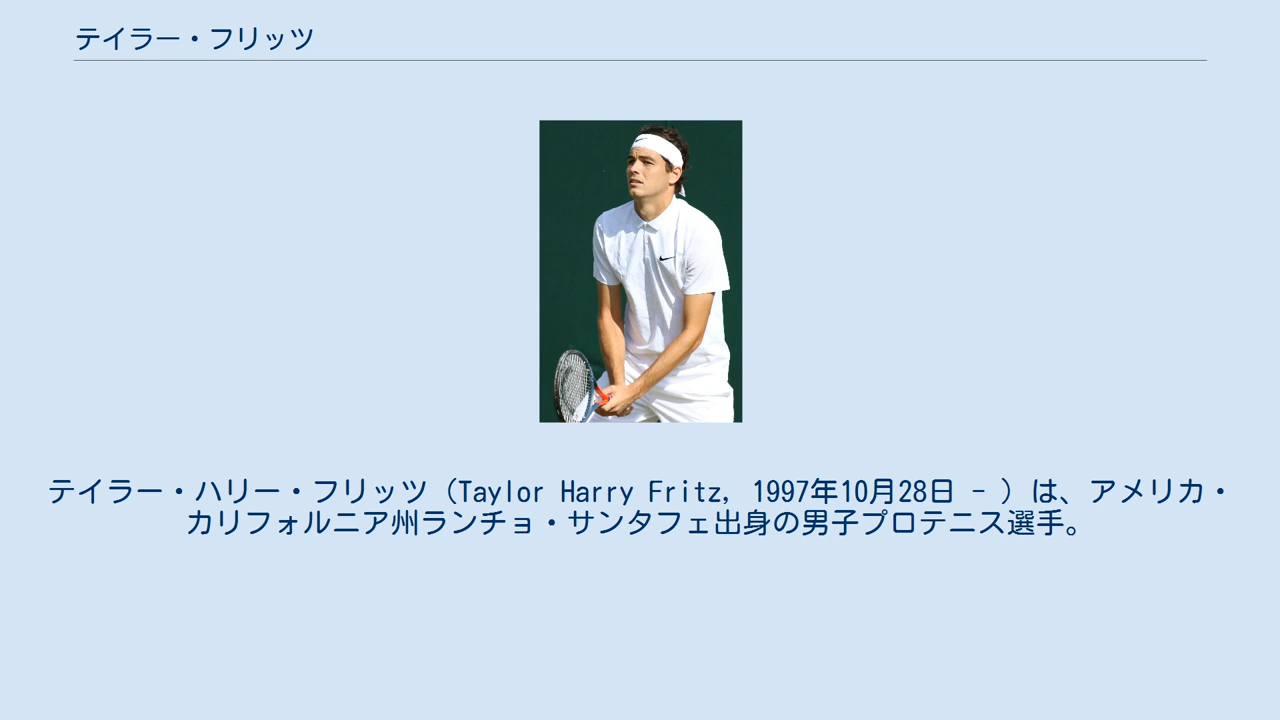 テイラー・フリッツ
テイラー・ハリー・フリッツ（Taylor Harry Fritz, 1997年10月28日 - ）は、アメリカ・
カリフォルニア州ランチョ・サンタフェ出身の男子プロテニス選手。